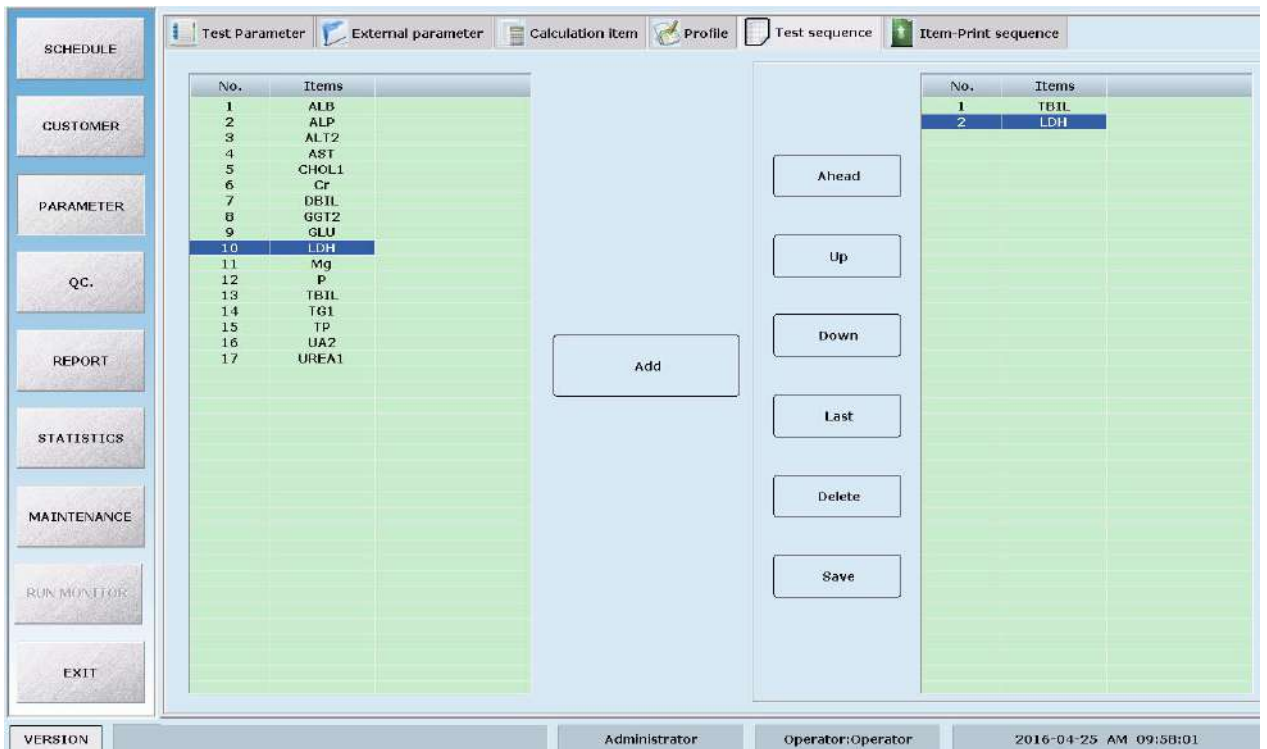 Test Parameter External parameter Calculation item Profile Test sequence Item-Print sequence
SCHEDULE
CUSTOMER
PARAMETER
QC.
REPORT
STATISTICS
MAINTENANCE
RUN MONITOR
EXIT
No. Items
1 ALB
2 ALP
3 ALT2
4 AST
5 CHOL1
6 Cr
7 DBIL
8 GGT2
9 GLU
10 LDH
11 Mg
12 P
13 TBIL
14 TG1
15 TP
16 UA2
17 UREA1
Add
Ahead
Up
Down
Last
Delete
Save
No. Items
1 TBIL
2 LDH
VERSION Administrator Operator:Operator 2016-04-25 AM 09:58:01